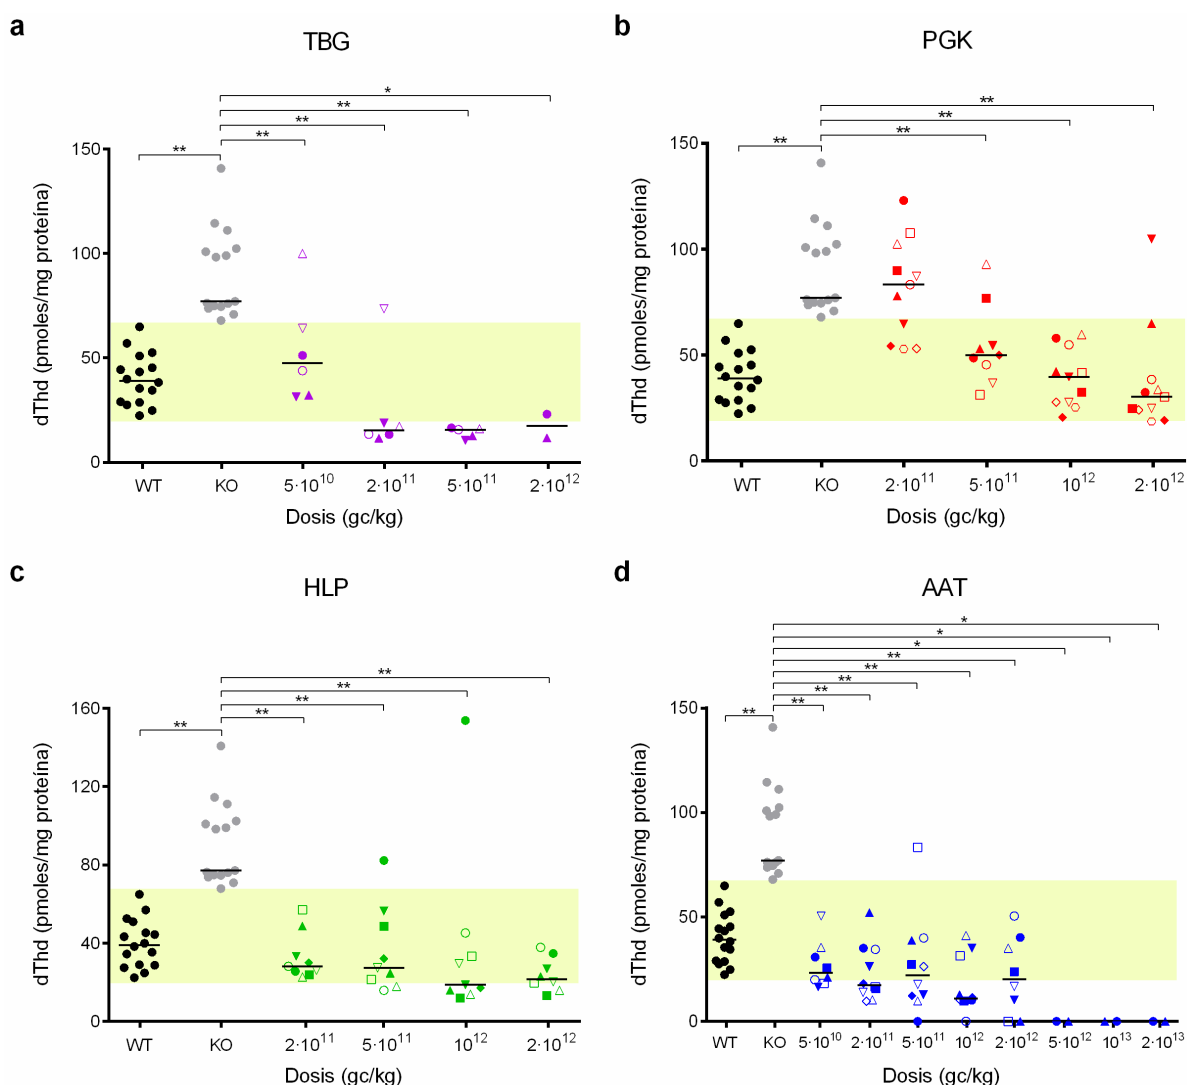 a
TBG
*
**
**
**
**
150
100
50
0
dThd (pmoles/mg proteína)
WT KO 5·10¹⁰ 2·10¹¹ 5·10¹¹ 2·10¹²
Dosis (gc/kg)
b
PGK
**
**
**
**
150
100
50
0
dThd (pmoles/mg proteína)
WT KO 2·10¹¹ 5·10¹¹ 10¹² 2·10¹²
Dosis (gc/kg)
c
HLP
**
**
**
**
**
160
120
80
40
0
dThd (pmoles/mg proteína)
WT KO 2·10¹¹ 5·10¹¹ 10¹² 2·10¹²
Dosis (gc/kg)
d
AAT
*
*
*
**
**
**
**
**
**
150
100
50
0
dThd (pmoles/mg proteína)
WT KO 5·10¹⁰ 2·10¹¹ 5·10¹¹ 10¹² 2·10¹² 5·10¹² 10¹³ 2·10¹³
Dosis (gc/kg)